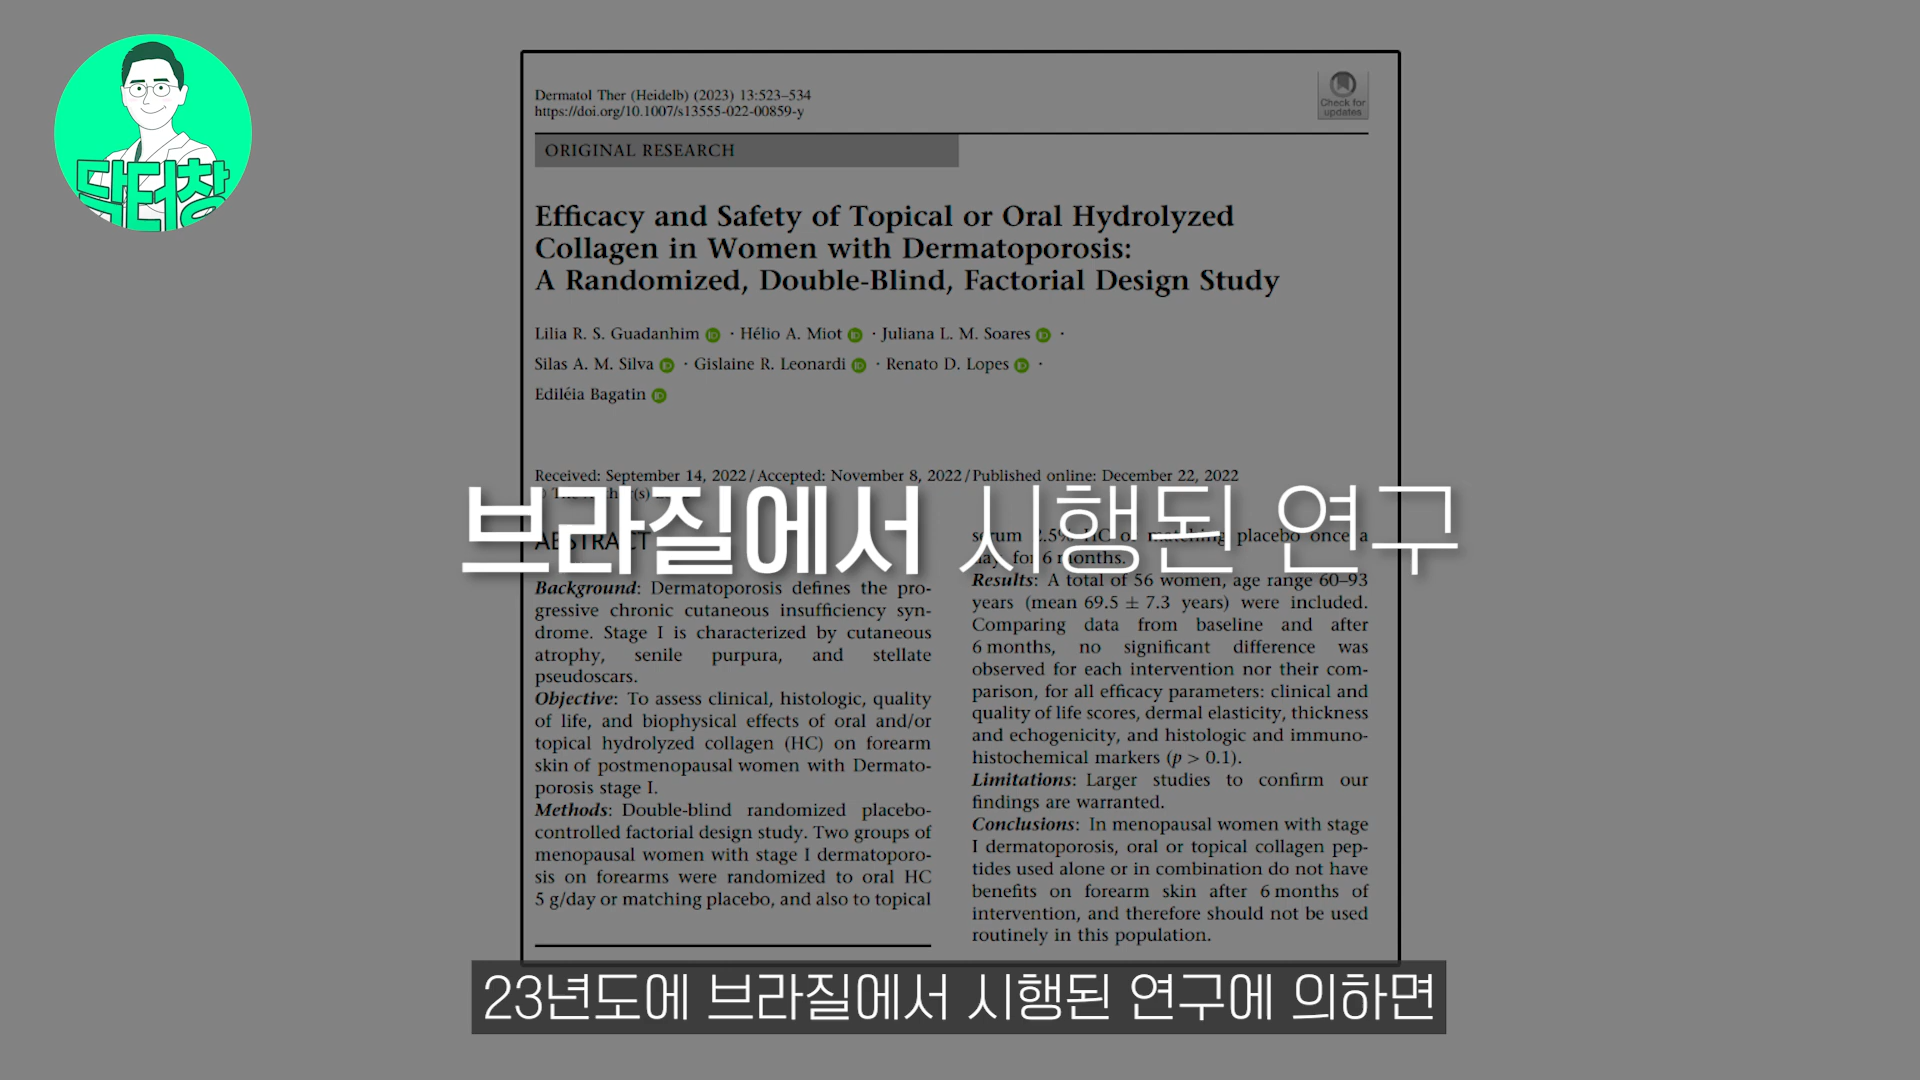 닥터창
Dermatol Ther (Heidelb) (2023) 13:523–534
https://doi.org/10.1007/s13555-022-00859-y
Check for
updates
ORIGINAL RESEARCH
Efficacy and Safety of Topical or Oral Hydrolyzed
Collagen in Women with Dermatoporosis:
A Randomized, Double-Blind, Factorial Design Study
Lilia R. S. Guadanhim · Hélio A. Miot · Juliana L. M. Soares ·
Silas A. M. Silva · Gislaine R. Leonardi · Renato D. Lopes ·
Ediléia Bagatin
Received: September 14, 2022 / Accepted: November 8, 2022 / Published online: December 22, 2022
브라질에서 시행된 연구
ABSTRACT
Background: Dermatoporosis defines the pro-
gressive chronic cutaneous insufficiency syn-
drome. Stage I is characterized by cutaneous
atrophy, senile purpura, and stellate
pseudoscars.
Objective: To assess clinical, histologic, quality
of life, and biophysical effects of oral and/or
topical hydrolyzed collagen (HC) on forearm
skin of postmenopausal women with Dermato-
porosis stage I.
Methods: Double-blind randomized placebo-
controlled factorial design study. Two groups of
menopausal women with stage I dermatoporo-
sis on forearms were randomized to oral HC
5 g/day or matching placebo, and also to topical
serum 2.5% HC or matching placebo once a
day, for 6 months.
Results: A total of 56 women, age range 60–93
years (mean 69.5 ± 7.3 years) were included.
Comparing data from baseline and after
6 months, no significant difference was
observed for each intervention nor their com-
parison, for all efficacy parameters: clinical and
quality of life scores, dermal elasticity, thickness
and echogenicity, and histologic and immuno-
histochemical markers (p > 0.1).
Limitations: Larger studies to confirm our
findings are warranted.
Conclusions: In menopausal women with stage
I dermatoporosis, oral or topical collagen pep-
tides used alone or in combination do not have
benefits on forearm skin after 6 months of
intervention, and therefore should not be used
routinely in this population.
23년도에 브라질에서 시행된 연구에 의하면